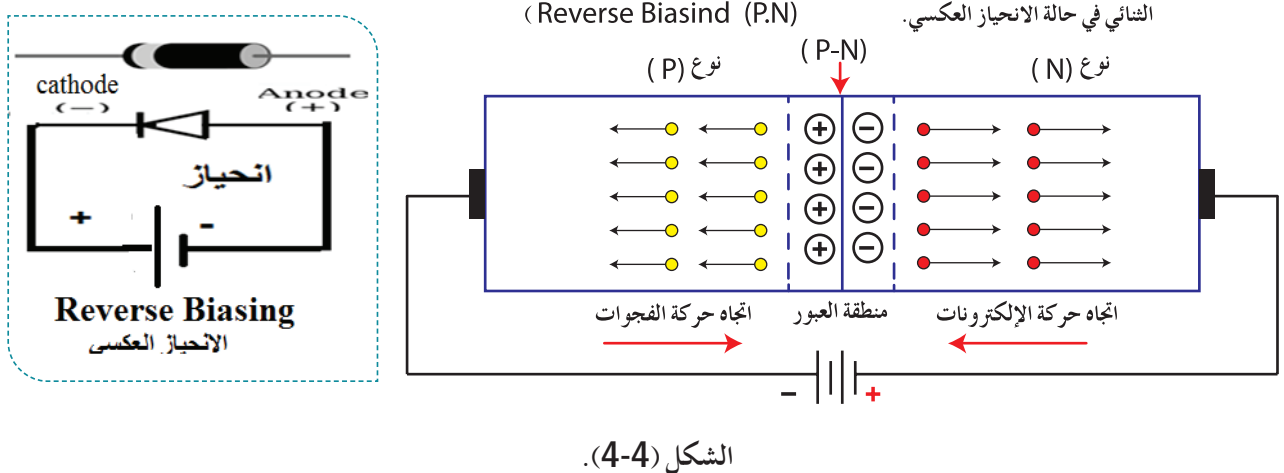 الثنائي في حالة الانحياز العكسي.
( Reverse Biasind (P.N)
cathode
(−)
Anode
(+)
انحياز
+ -
Reverse Biasing
الانحياز العكسي
( P-N)
نوع (P )
نوع (N )
+ −
+ −
+ −
+ −
اتجاه حركة الفجوات
منطقة العبور
اتجاه حركة الإلكترونات
− +
الشكل (4-4).